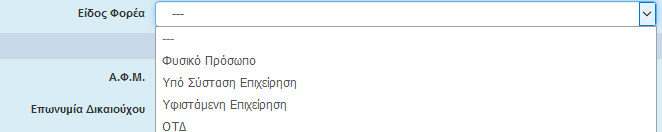 Είδος Φορέα
---
---
Φυσικό Πρόσωπο
Υπό Σύσταση Επιχείρηση
Α.Φ.Μ.
Υφιστάμενη Επιχείρηση
Επωνυμία Δικαιούχου
ΟΤΔ